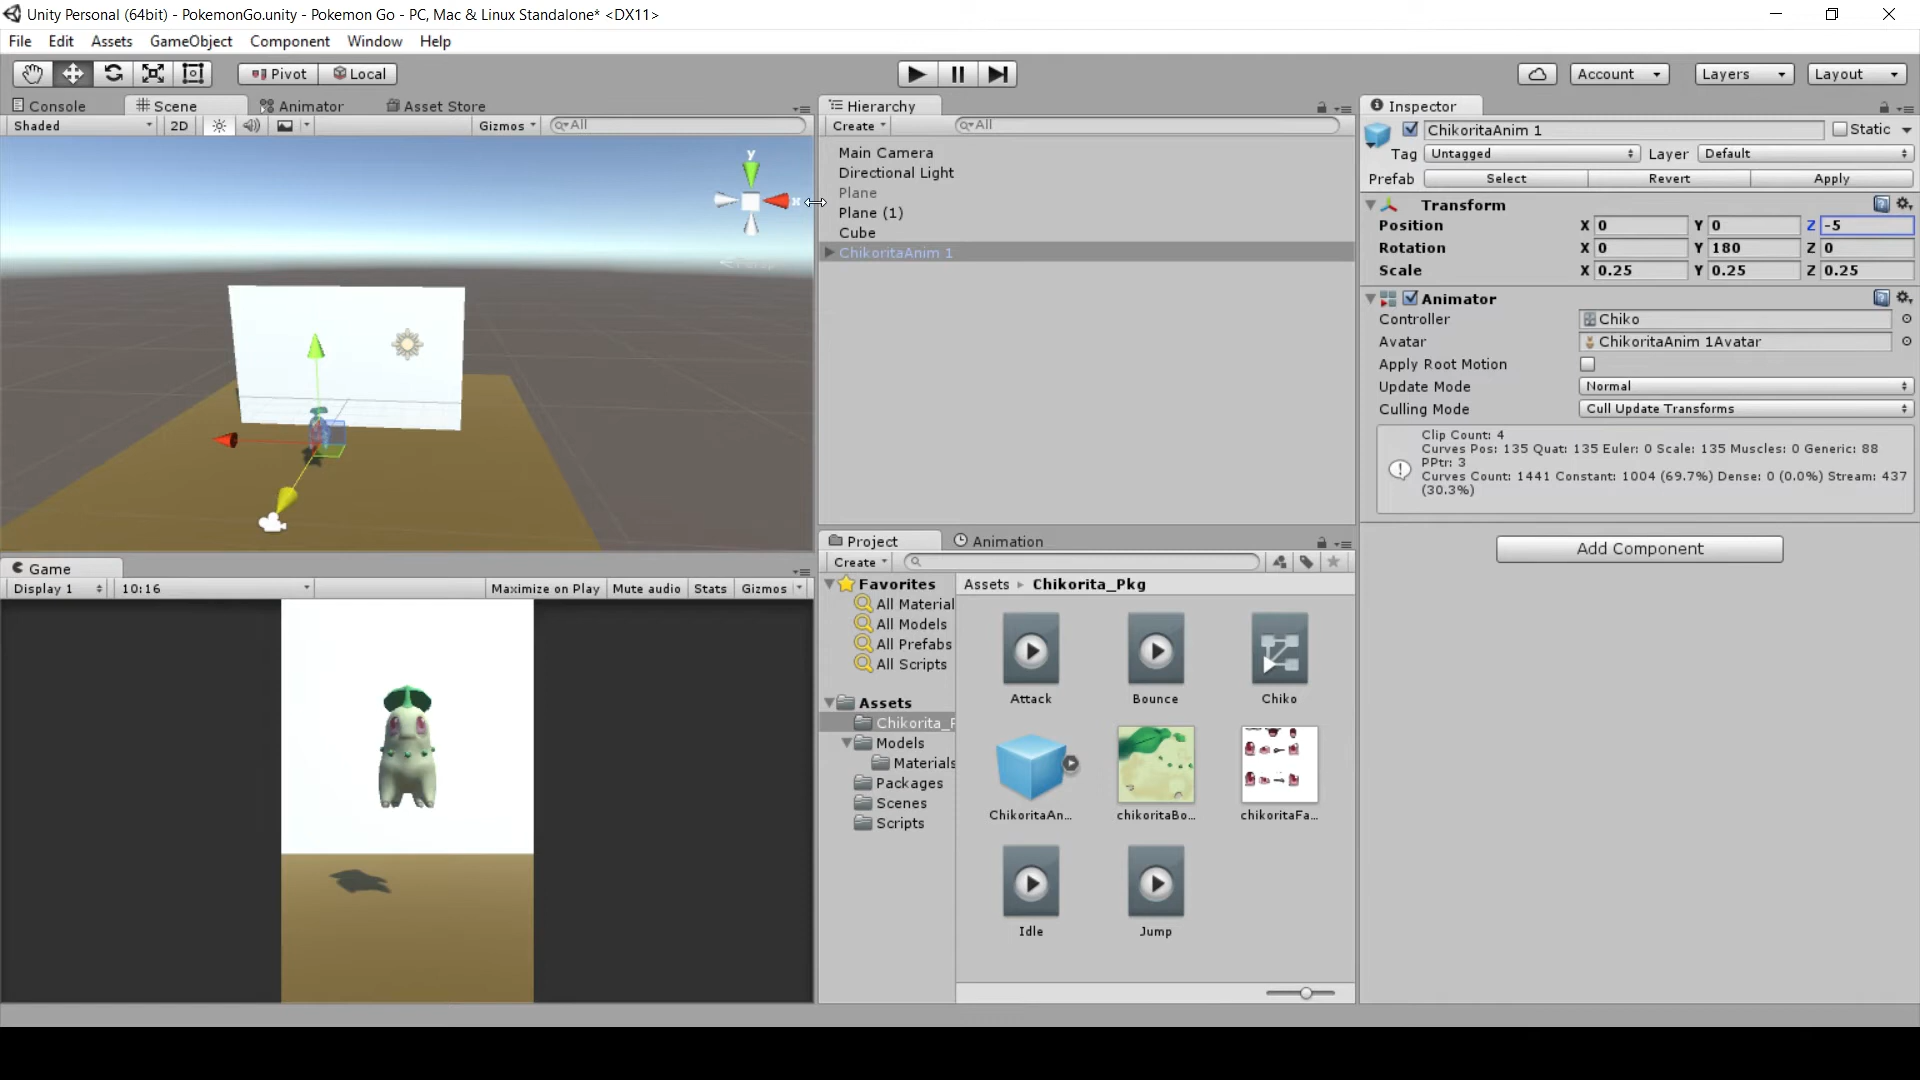 Unity Personal (64bit) - PokemonGo.unity - Pokemon Go - PC, Mac & Linux Standalone* <DX11>
File Edit Assets GameObject Component Window Help
Pivot Local Account Layers Layout
Console Scene Animator Asset Store
Shaded 2D Gizmos All
y
x
Persp
Game
Display 1 10:16 Maximize on Play Mute audio Stats Gizmos
Hierarchy
Create All
Main Camera
Directional Light
Plane
Plane (1)
Cube
ChikoritaAnim 1
Project Animation
Create
Favorites
All Material
All Models
All Prefabs
All Scripts
Assets
Chikorita_P
Models
Materials
Packages
Scenes
Scripts
Assets Chikorita_Pkg
Attack Bounce Chiko
ChikoritaAn... chikoritaBo... chikoritaFa...
Idle Jump
Inspector
ChikoritaAnim 1 Static
Tag Untagged Layer Default
Prefab Select Revert Apply
Transform
Position X 0 Y 0 Z -5
Rotation X 0 Y 180 Z 0
Scale X 0.25 Y 0.25 Z 0.25
Animator
Controller Chiko
Avatar ChikoritaAnim 1Avatar
Apply Root Motion
Update Mode Normal
Culling Mode Cull Update Transforms
Clip Count: 4
Curves Pos: 135 Quat: 135 Euler: 0 Scale: 135 Muscles: 0 Generic: 88
PPtr: 3
Curves Count: 1441 Constant: 1004 (69.7%) Dense: 0 (0.0%) Stream: 437
(30.3%)
Add Component